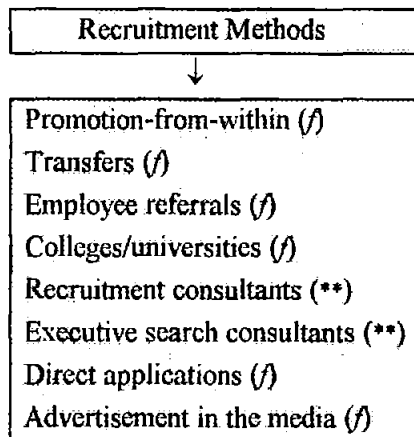 Recruitment Methods
↓
Promotion-from-within (f)
Transfers (f)
Employee referrals (f)
Colleges/universities (f)
Recruitment consultants (**)
Executive search consultants (**)
Direct applications (f)
Advertisement in the media (f)